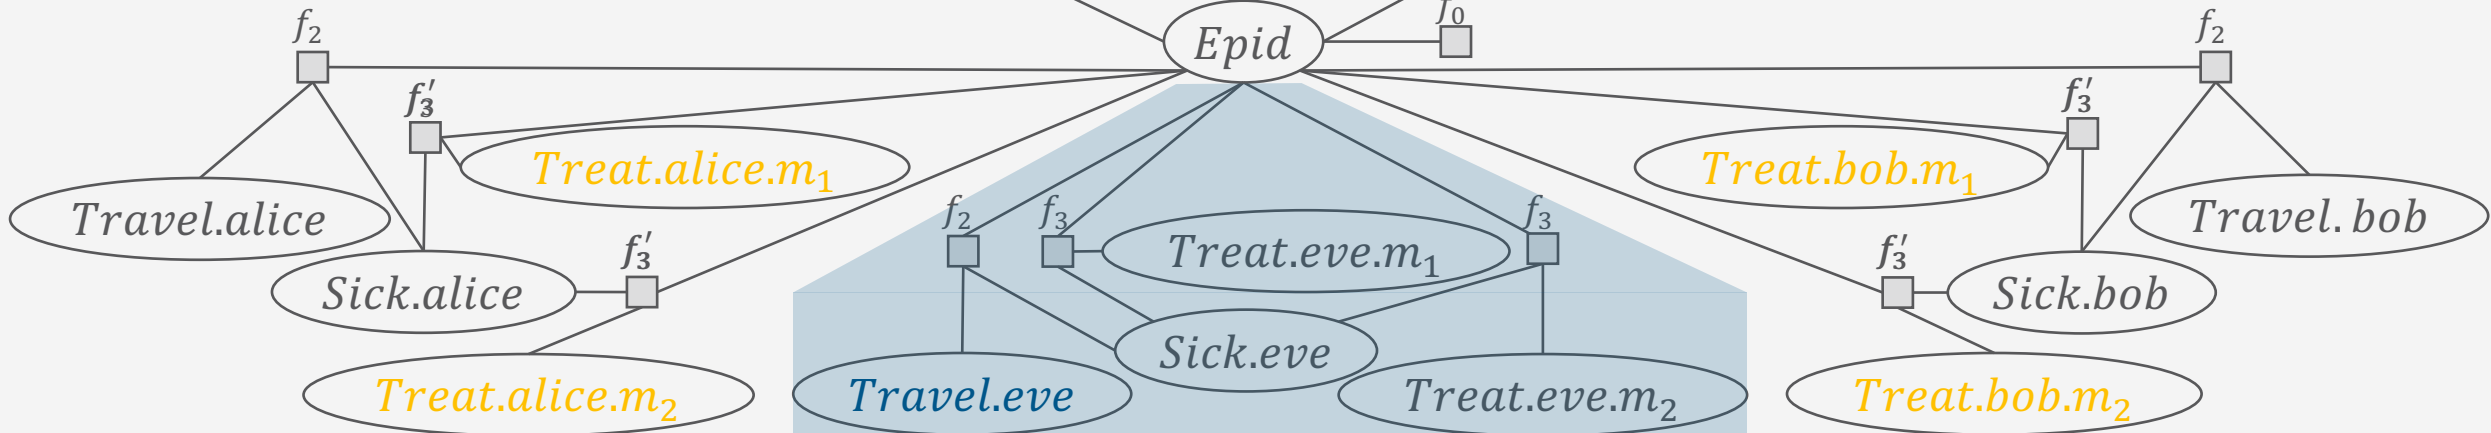 f₀
f₂
Epid
f₂
f₃′
f₃′
Treat.alice.m₁
Treat.bob.m₁
Travel.alice
f₂
f₃
f₃
Travel. bob
f₃′
Treat.eve.m₁
f₃′
Sick.alice
Sick.bob
Sick.eve
Treat.alice.m₂
Travel.eve
Treat.eve.m₂
Treat.bob.m₂